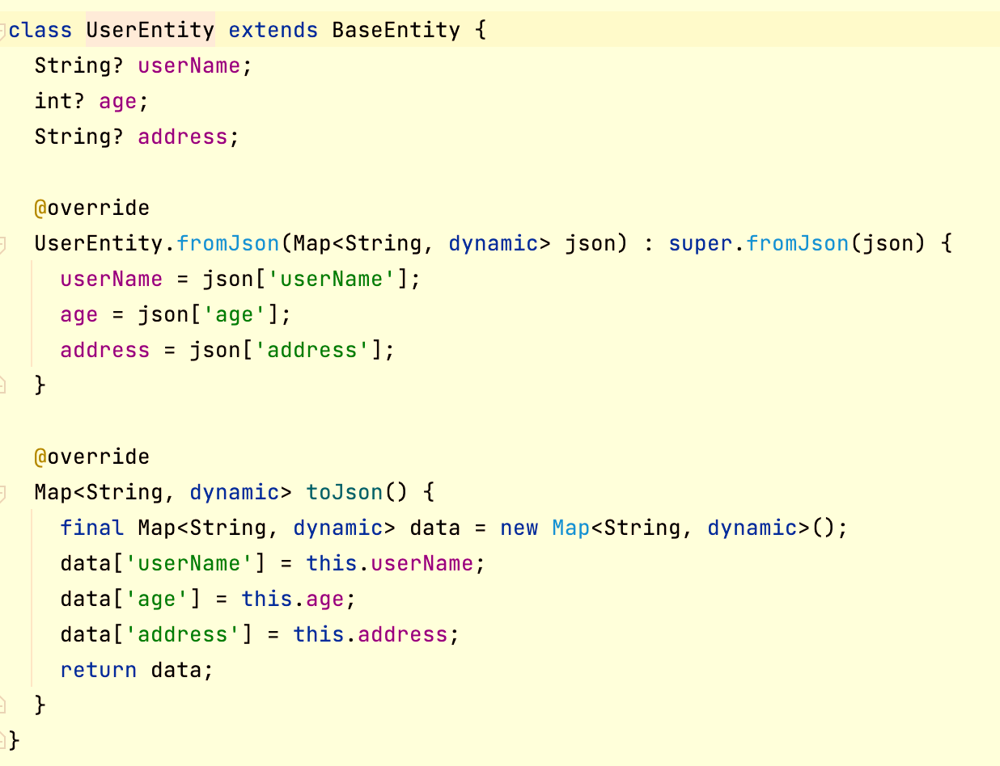 class UserEntity extends BaseEntity {
  String? userName;
  int? age;
  String? address;

  @override
  UserEntity.fromJson(Map<String, dynamic> json) : super.fromJson(json) {
    userName = json['userName'];
    age = json['age'];
    address = json['address'];
  }

  @override
  Map<String, dynamic> toJson() {
    final Map<String, dynamic> data = new Map<String, dynamic>();
    data['userName'] = this.userName;
    data['age'] = this.age;
    data['address'] = this.address;
    return data;
  }
}